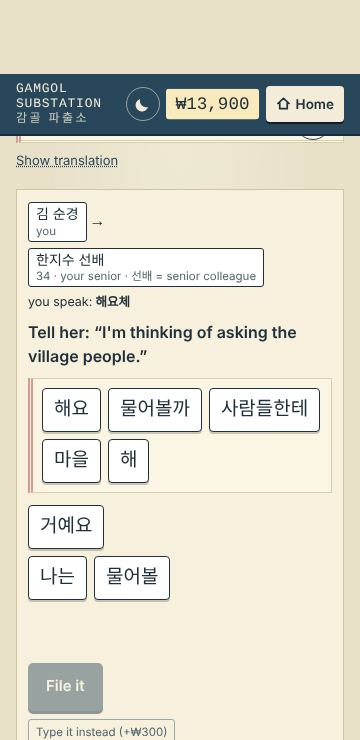 GAMGOL
SUBSTATION
감골 파출소
₩13,900
Home
Show translation
김 순경
you
→
한지수 선배
34 · your senior · 선배 = senior colleague
you speak: 해요체
Tell her: “I'm thinking of asking the
village people.”
해요 물어볼까 사람들한테
마을 해
거예요
나는 물어볼
File it
Type it instead (+₩300)